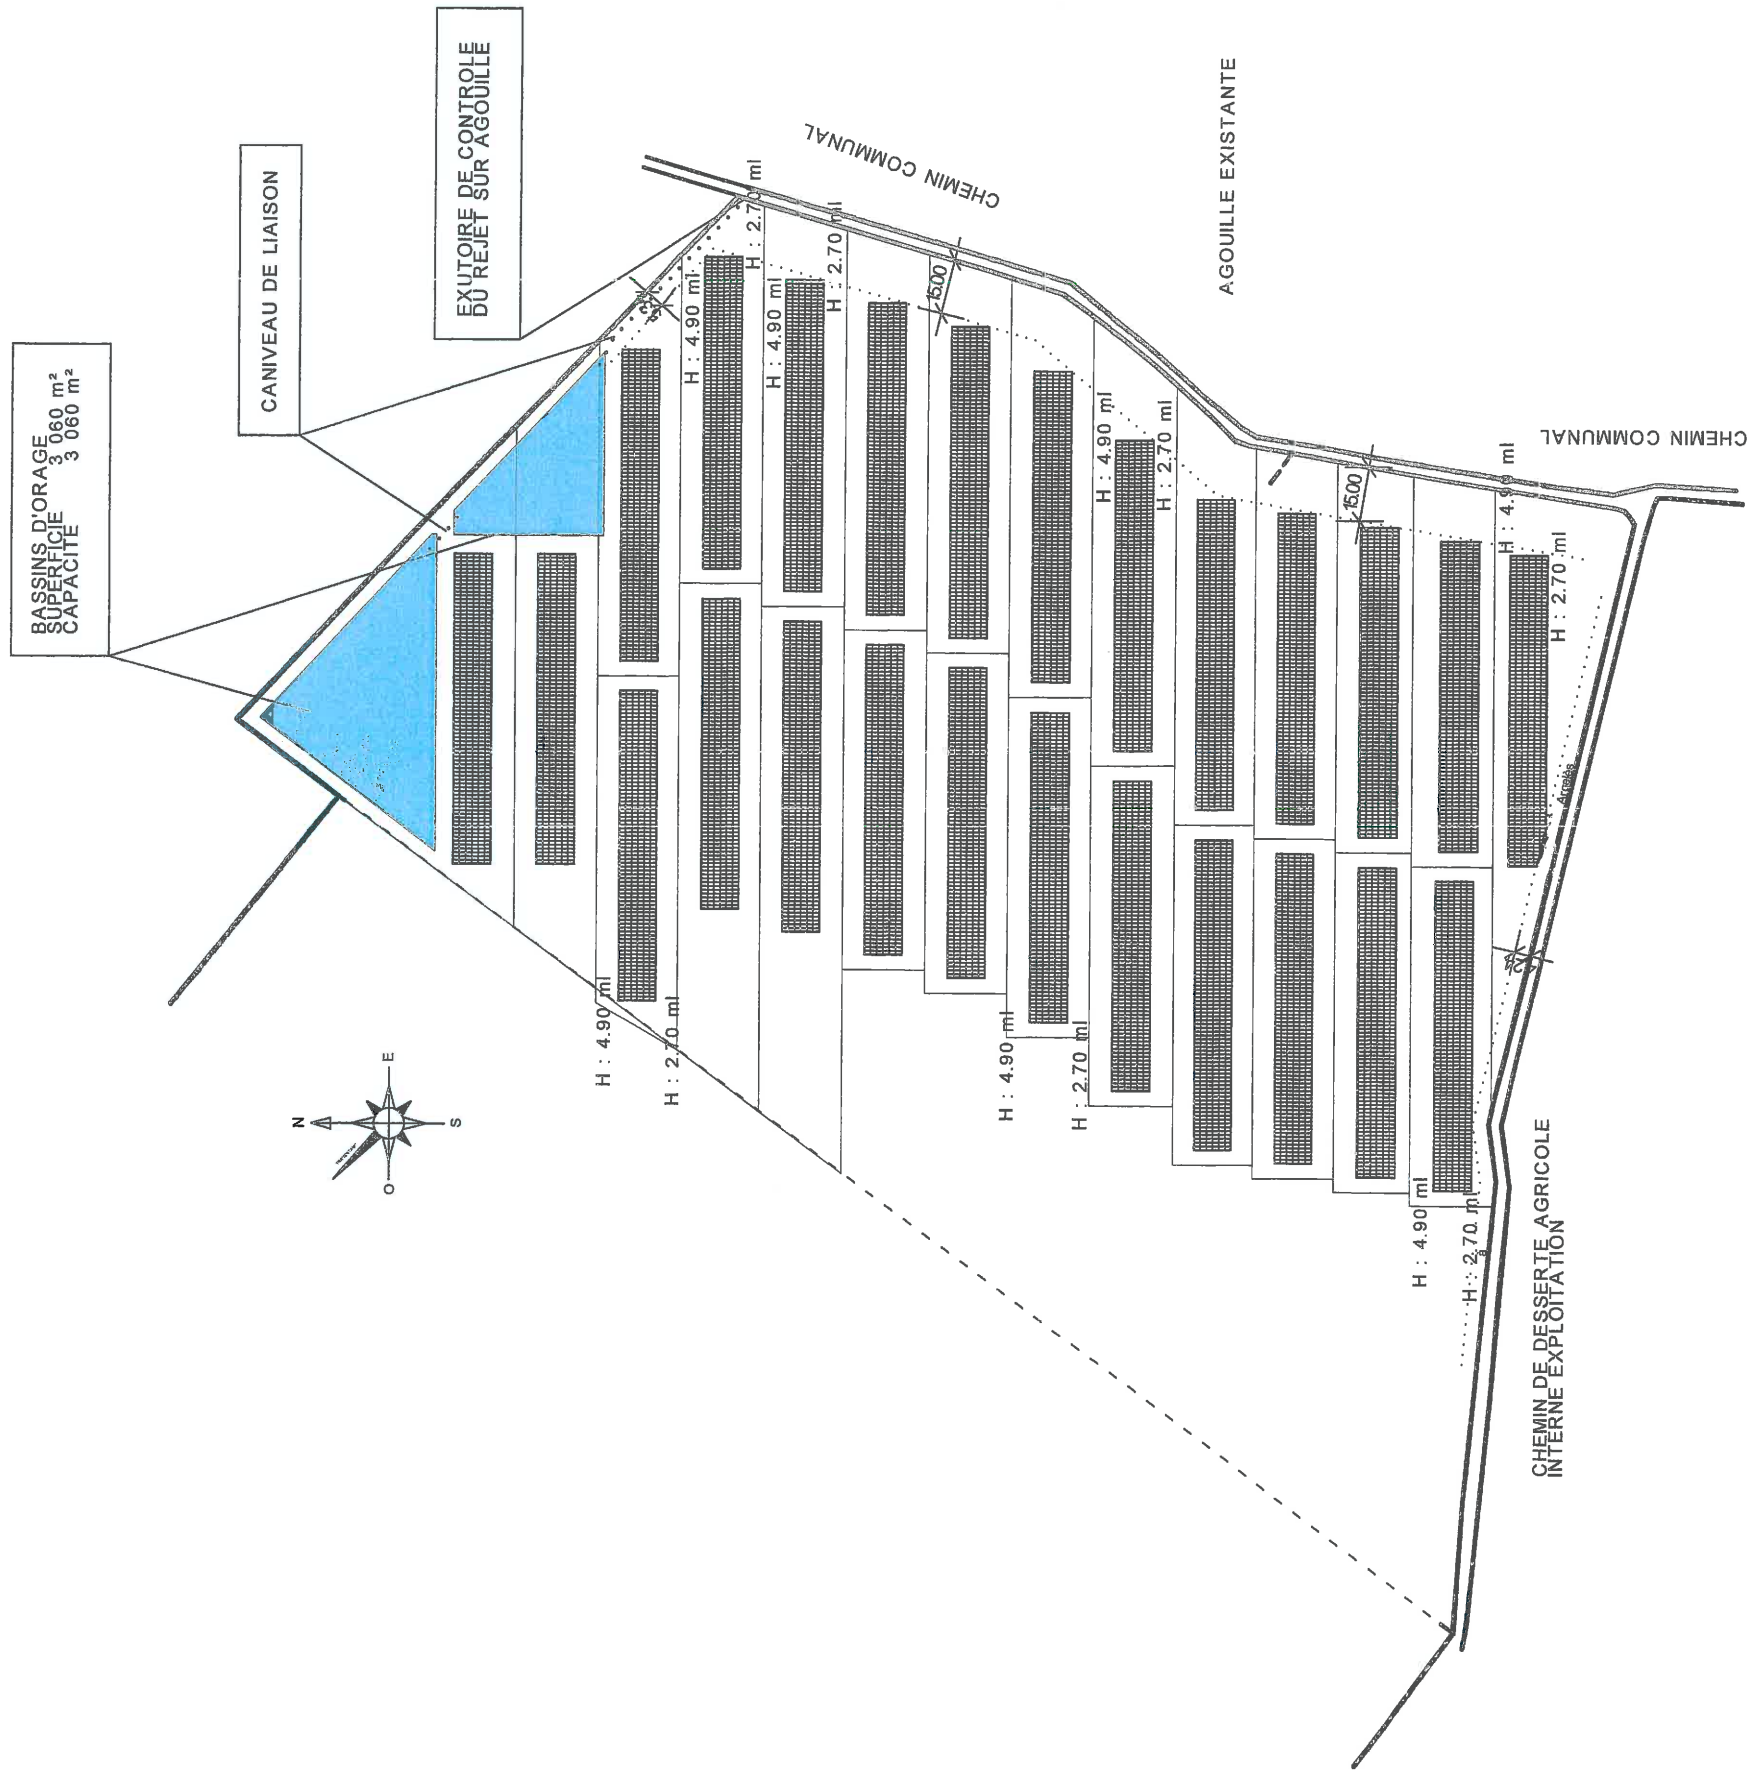 BASSINS D'ORAGE
SUPERFICIE 3 060 m²
CAPACITE 3 060 m²
CANIVEAU DE LIAISON
EXUTOIRE DE CONTROLE
DU REJET SUR AGOUILLE
CHEMIN COMMUNAL
AGOUILLE EXISTANTE
H : 2.70 ml
H : 4.90 ml
H : 2.70 ml
H : 4.90 ml
15.00
H : 4.90 ml
H : 2.70 ml
15.00
CHEMIN COMMUNAL
H : 4.90 ml
H : 2.70 ml
N
E
S
O
H : 4.90 ml
H : 2.70 ml
H : 4.90 ml
H : 2.70 ml
H : 4.90 ml
H : 2.70 ml
CHEMIN DE DESSERTE AGRICOLE
INTERNE EXPLOITATION